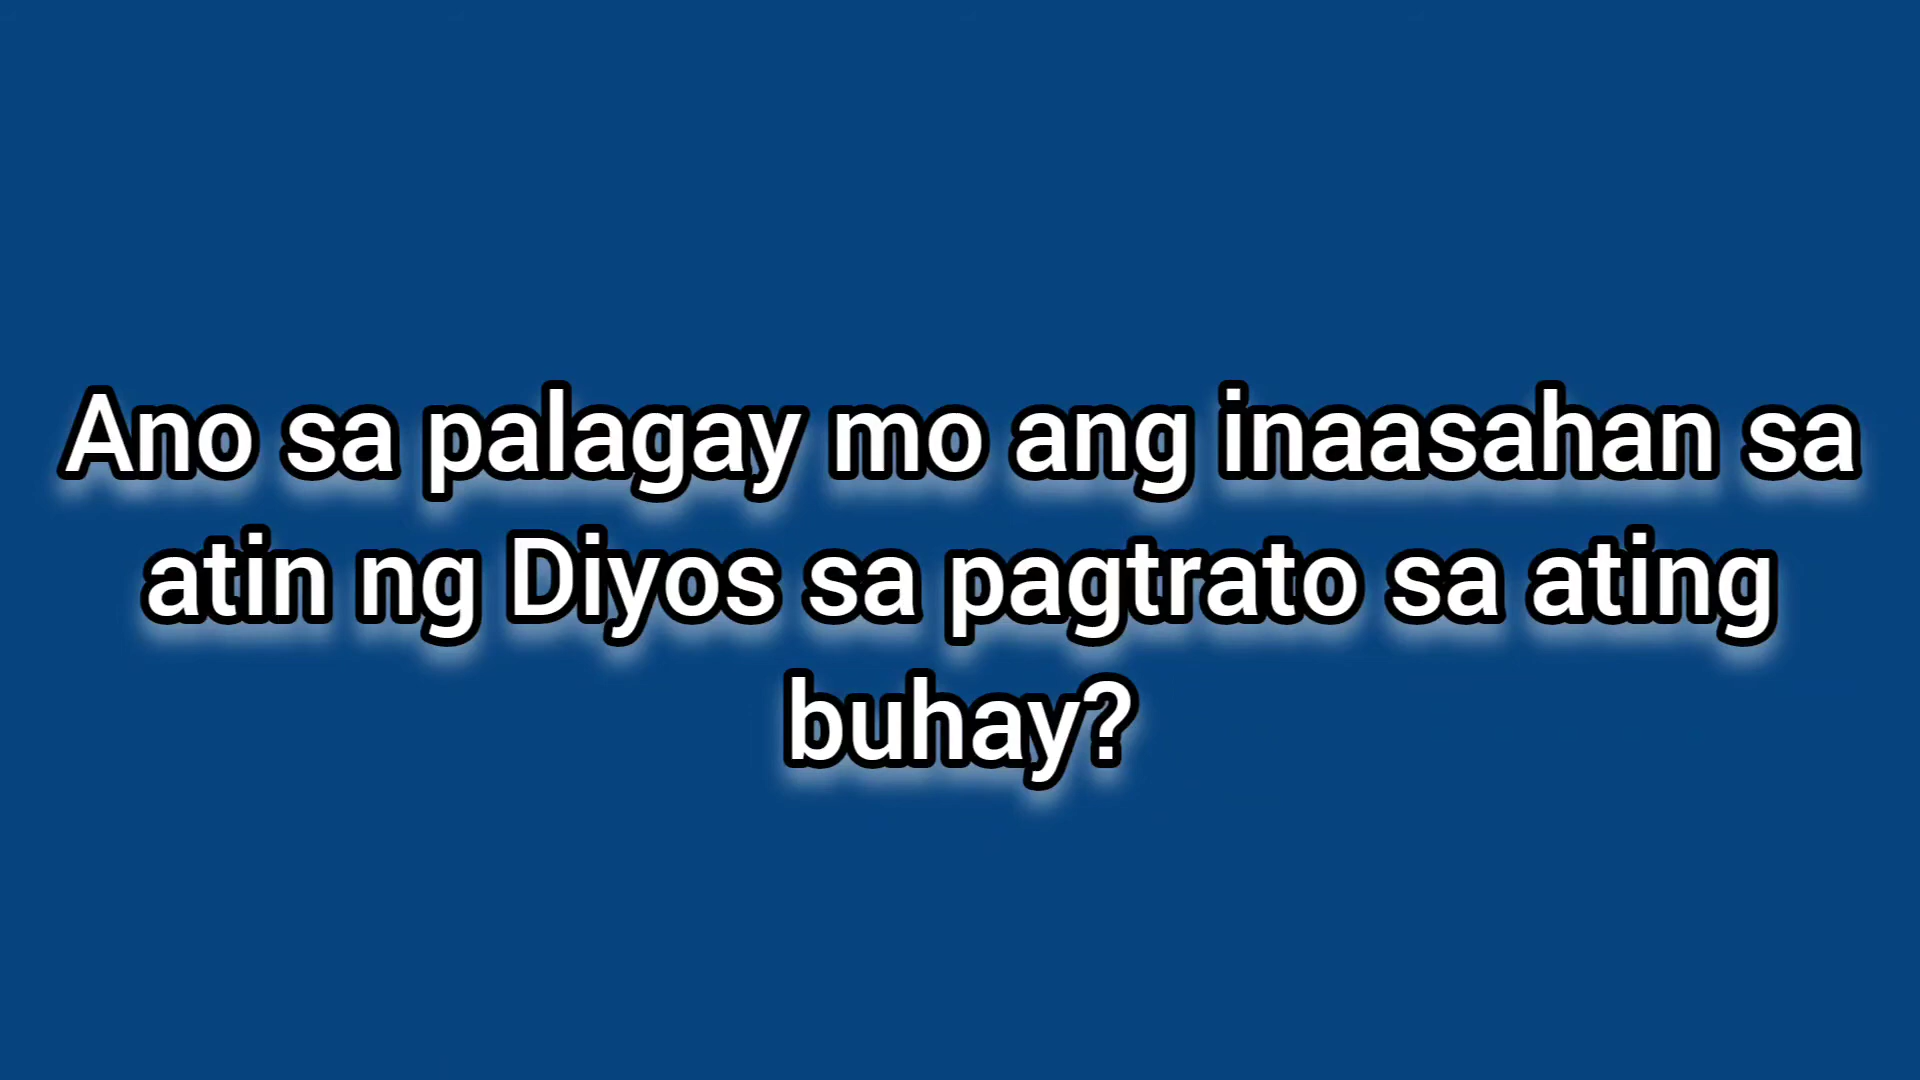 Ano sa palagay mo ang inaasahan sa
atin ng Diyos sa pagtrato sa ating
buhay?